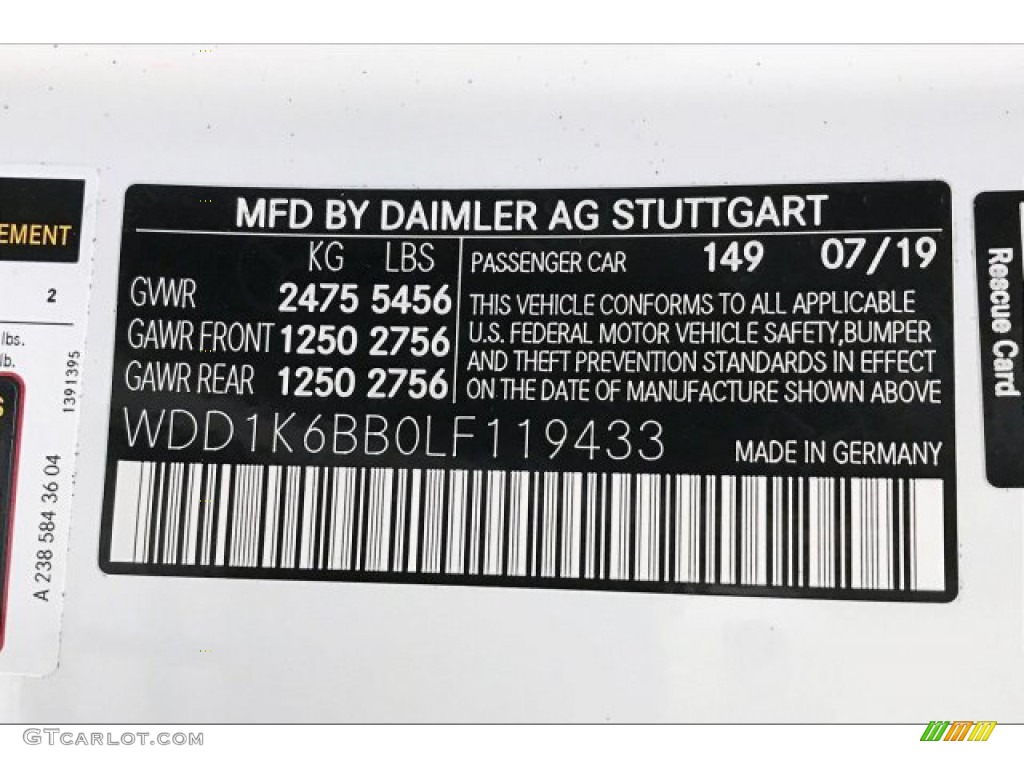 MFD BY DAIMLER AG STUTTGART
KG LBS
GVWR 2475 5456
GAWR FRONT 1250 2756
GAWR REAR 1250 2756
PASSENGER CAR 149 07/19
THIS VEHICLE CONFORMS TO ALL APPLICABLE
U.S. FEDERAL MOTOR VEHICLE SAFETY,BUMPER
AND THEFT PREVENTION STANDARDS IN EFFECT
ON THE DATE OF MANUFACTURE SHOWN ABOVE
WDD1K6BB0LF119433
MADE IN GERMANY
EMENT
2
lbs.
lb.
S
1391395
A 238 584 36 04
Rescue Card
GTCARLOT.COM